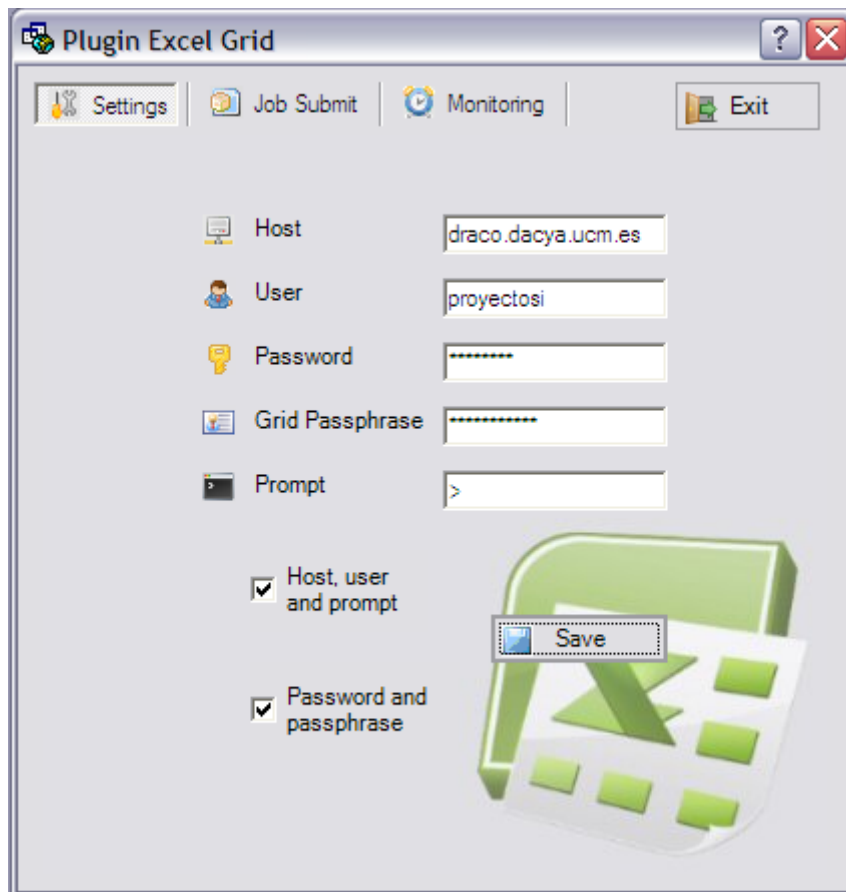 Plugin Excel Grid
Settings
Job Submit
Monitoring
Exit
Host
draco.dacya.ucm.es
User
proyectosi
Password
********
Grid Passphrase
***********
Prompt
>
Host, user
and prompt
Save
Password and
passphrase